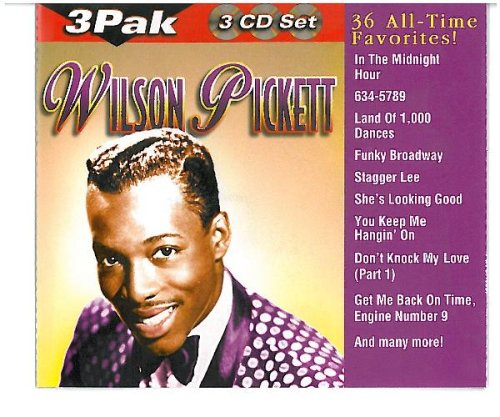 3Pak
3 CD Set
WILSON PICKETT
36 All-Time
Favorites!
In The Midnight
Hour
634-5789
Land Of 1,000
Dances
Funky Broadway
Stagger Lee
She's Looking Good
You Keep Me
Hangin' On
Don't Knock My Love
(Part 1)
Get Me Back On Time,
Engine Number 9
And many more!